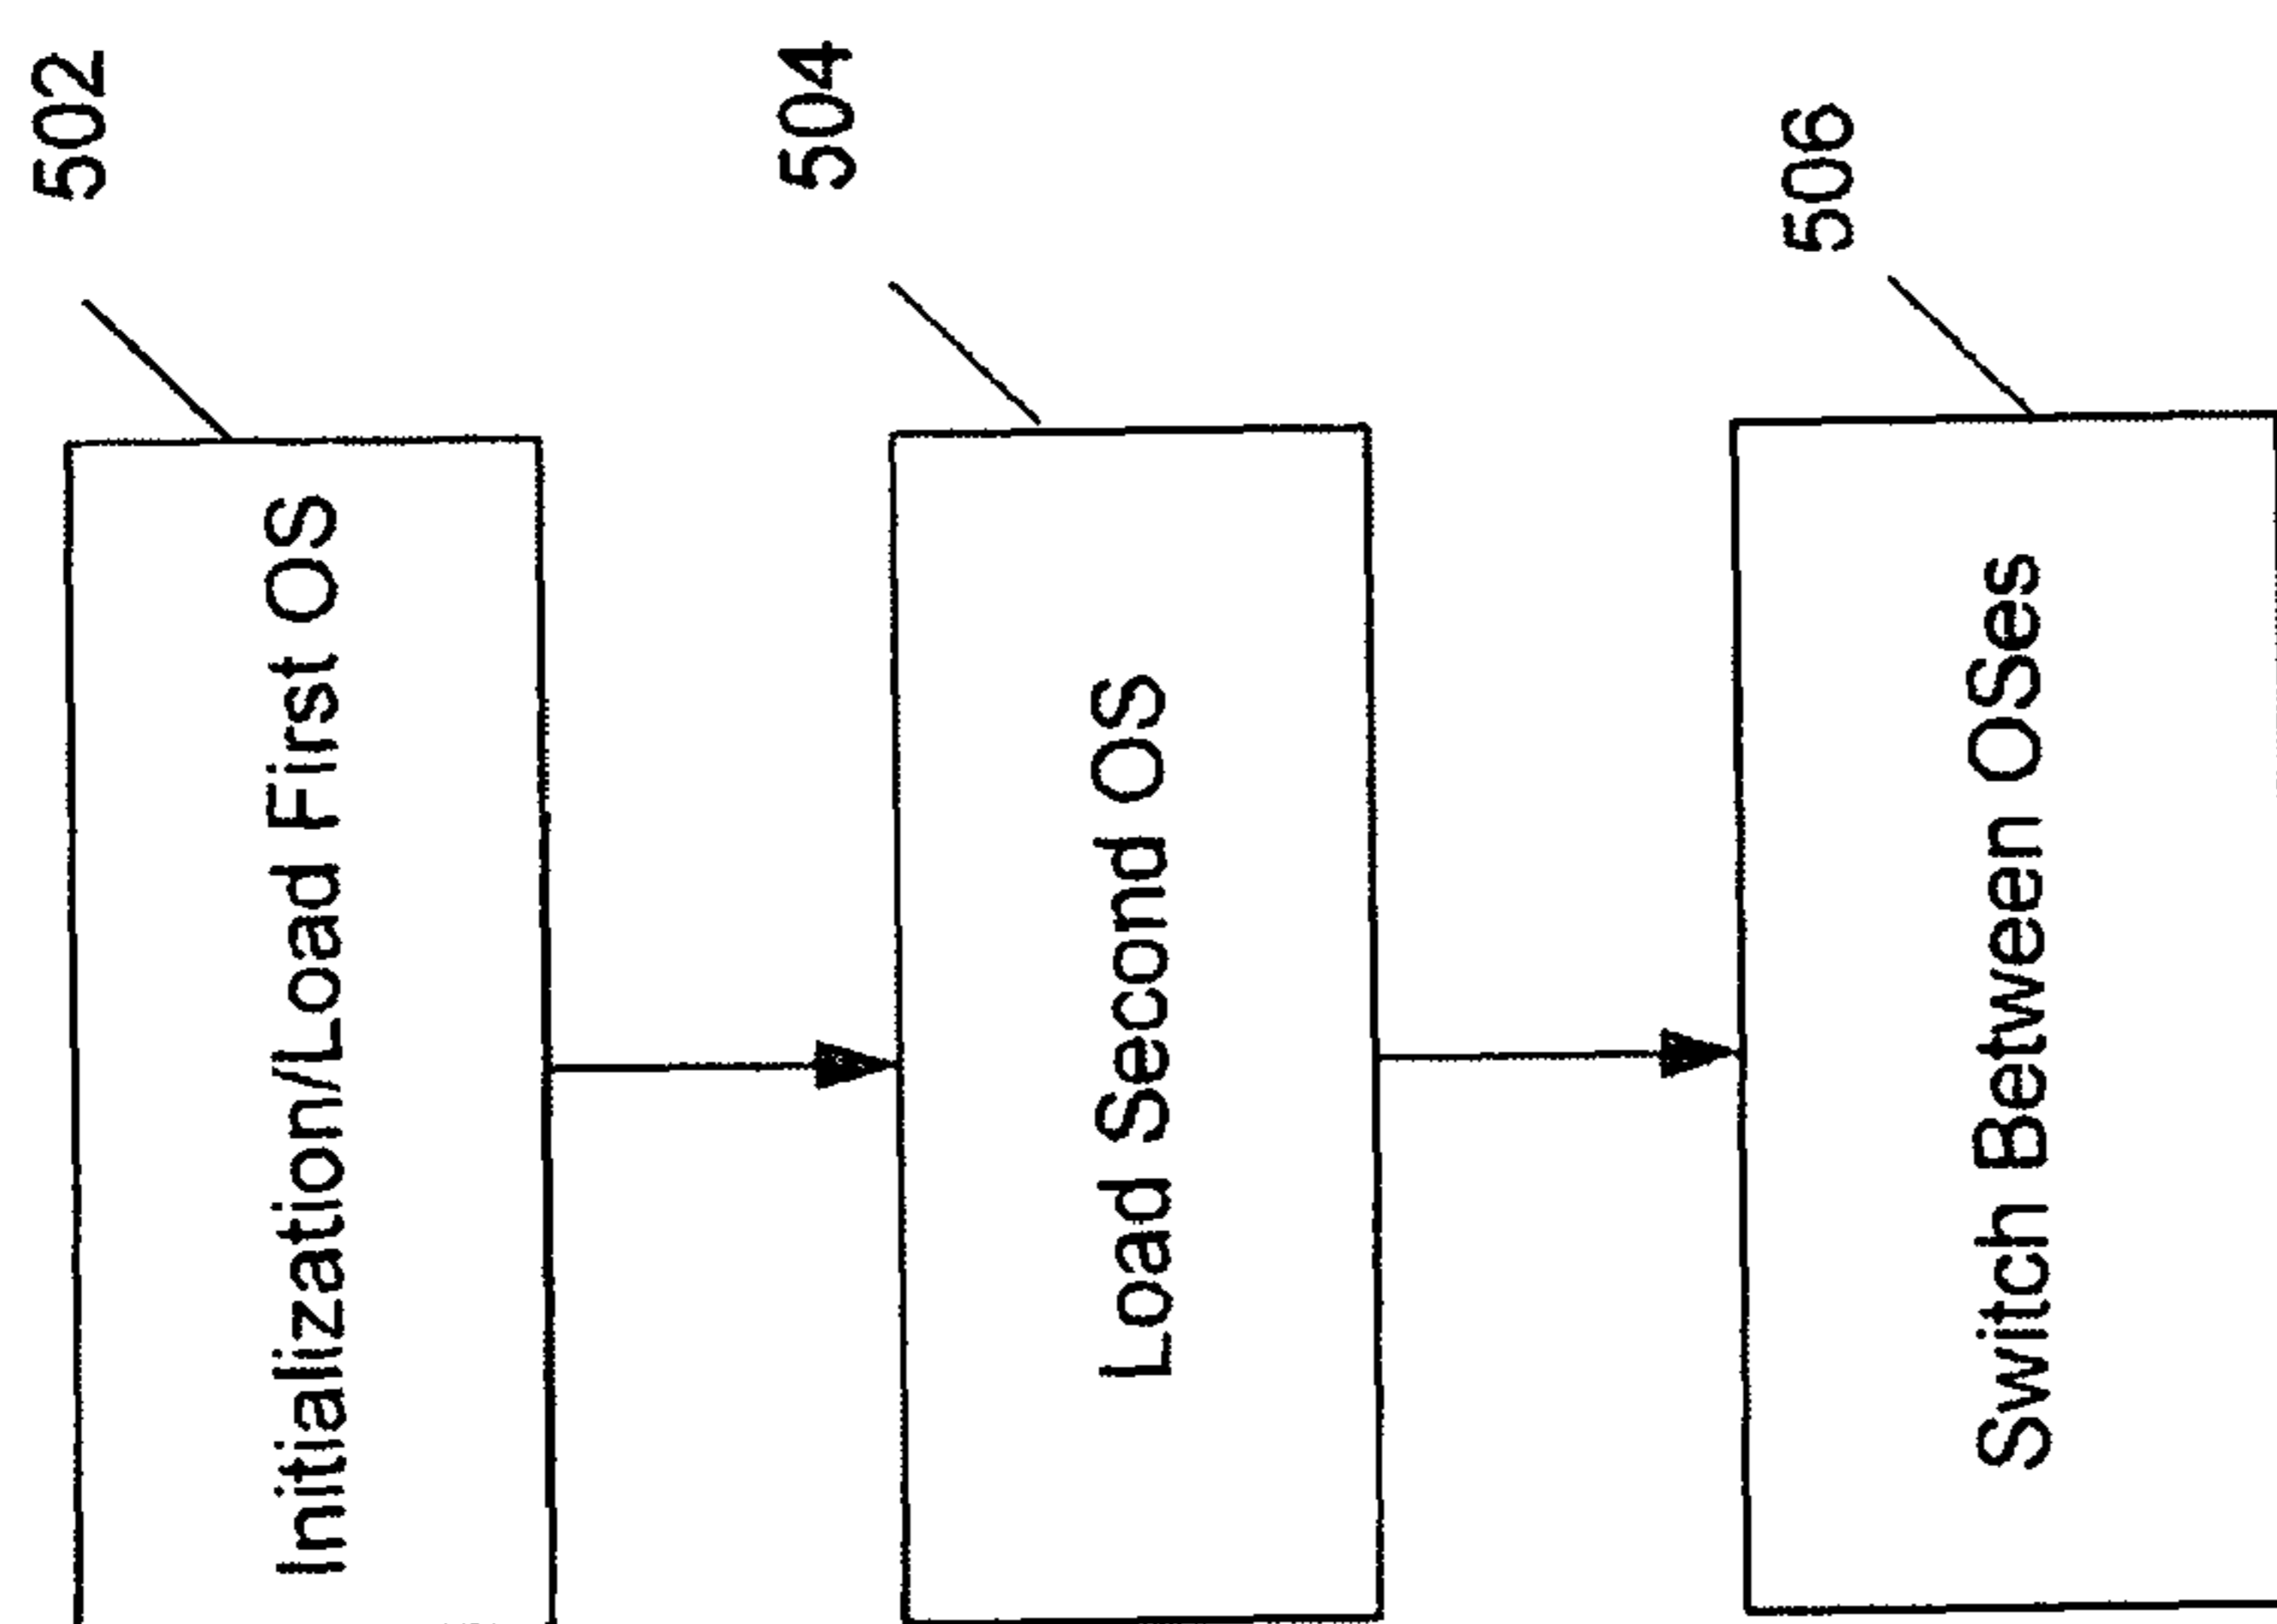 Initialization/Load First OS
502
Load Second OS
504
Switch Between OSes
506